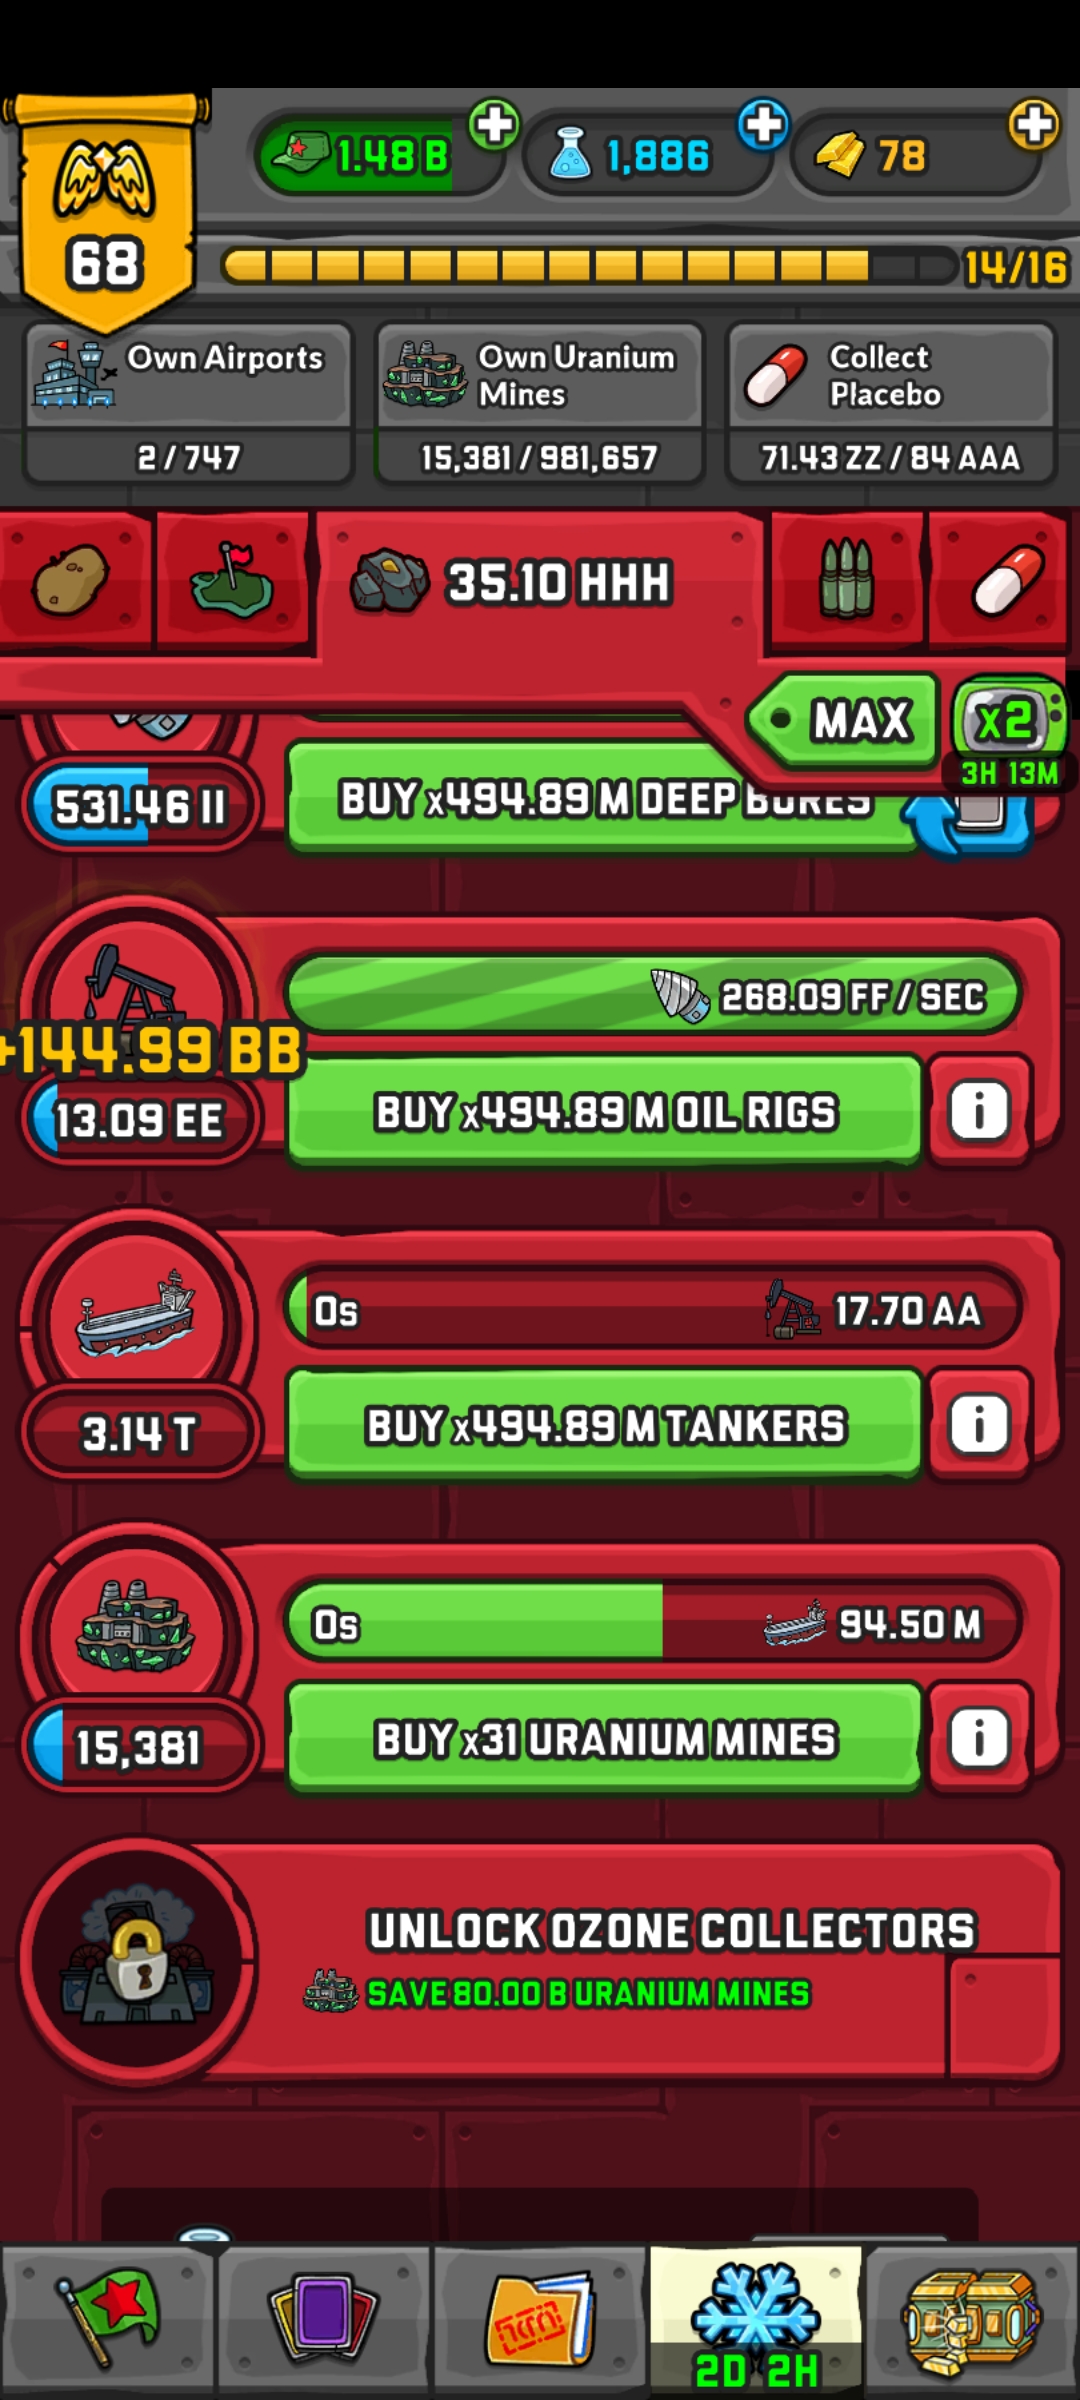 1.48 B
1,886
78
68
14/16
Own Airports
2 / 747
Own Uranium
Mines
15,381 / 981,657
Collect
Placebo
71.43 ZZ / 84 AAA
35.10 HHH
MAX
x2
3H 13M
531.46 II
BUY x494.89 M DEEP BORES
268.09 FF / SEC
+144.99 BB
13.09 EE
BUY x494.89 M OIL RIGS
i
0s
17.70 AA
3.14 T
BUY x494.89 M TANKERS
i
0s
94.50 M
15,381
BUY x31 URANIUM MINES
i
UNLOCK OZONE COLLECTORS
SAVE 80.00 B URANIUM MINES
2D 2H